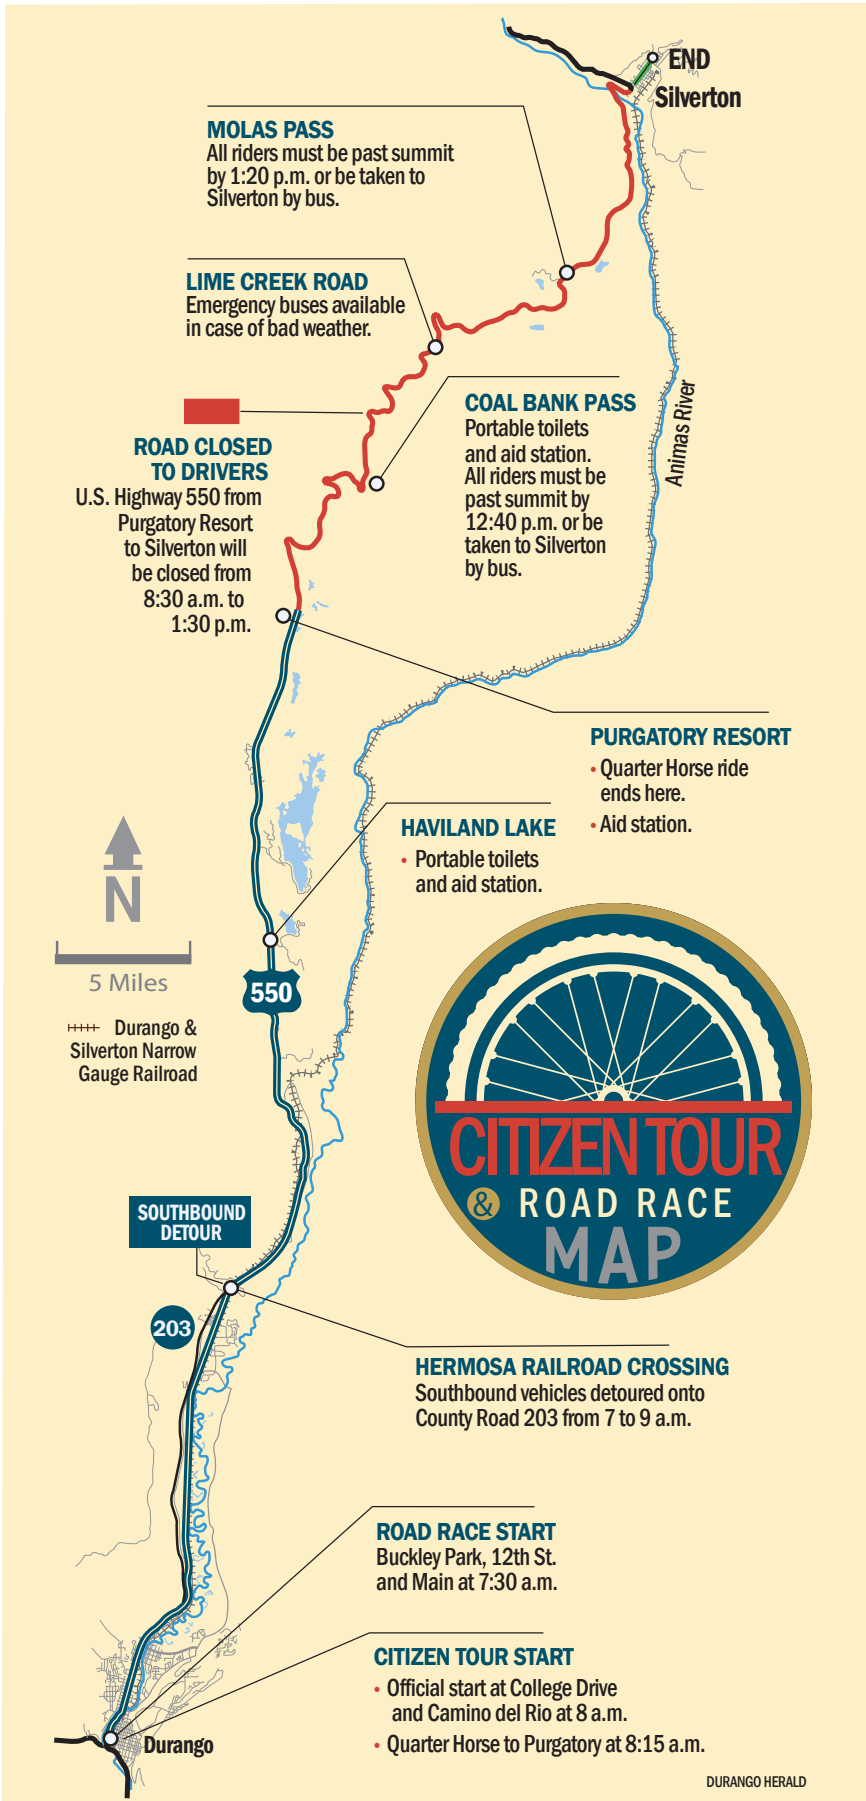 END
Silverton
MOLAS PASS
All riders must be past summit
by 1:20 p.m. or be taken to
Silverton by bus.
LIME CREEK ROAD
Emergency buses available
in case of bad weather.
COAL BANK PASS
Portable toilets
and aid station.
All riders must be
past summit by
12:40 p.m. or be
taken to Silverton
by bus.
Animas River
ROAD CLOSED
TO DRIVERS
U.S. Highway 550 from
Purgatory Resort
to Silverton will
be closed from
8:30 a.m. to
1:30 p.m.
PURGATORY RESORT
• Quarter Horse ride
ends here.
• Aid station.
HAVILAND LAKE
• Portable toilets
and aid station.
N
5 Miles
550
Durango &
Silverton Narrow
Gauge Railroad
CITIZEN TOUR
& ROAD RACE
MAP
SOUTHBOUND
DETOUR
203
HERMOSA RAILROAD CROSSING
Southbound vehicles detoured onto
County Road 203 from 7 to 9 a.m.
ROAD RACE START
Buckley Park, 12th St.
and Main at 7:30 a.m.
CITIZEN TOUR START
• Official start at College Drive
and Camino del Rio at 8 a.m.
• Quarter Horse to Purgatory at 8:15 a.m.
Durango
DURANGO HERALD